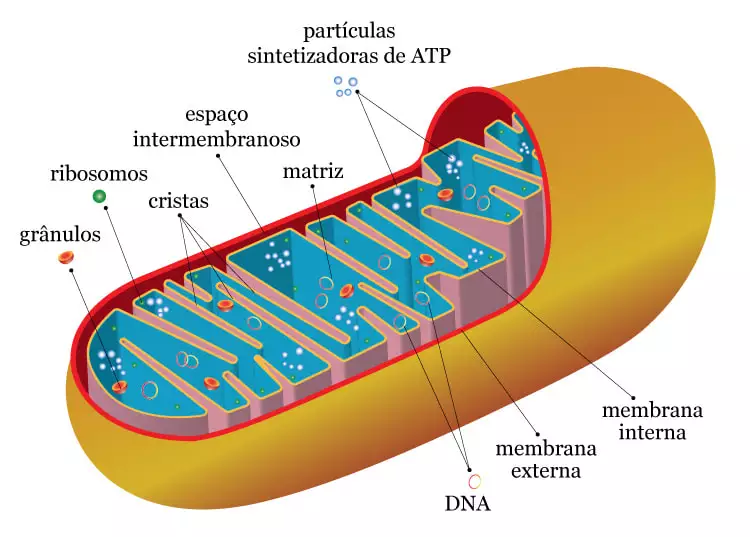 partículas
sintetizadoras de ATP
espaço
intermembranoso
ribosomos
matriz
cristas
grânulos
membrana
interna
membrana
externa
DNA